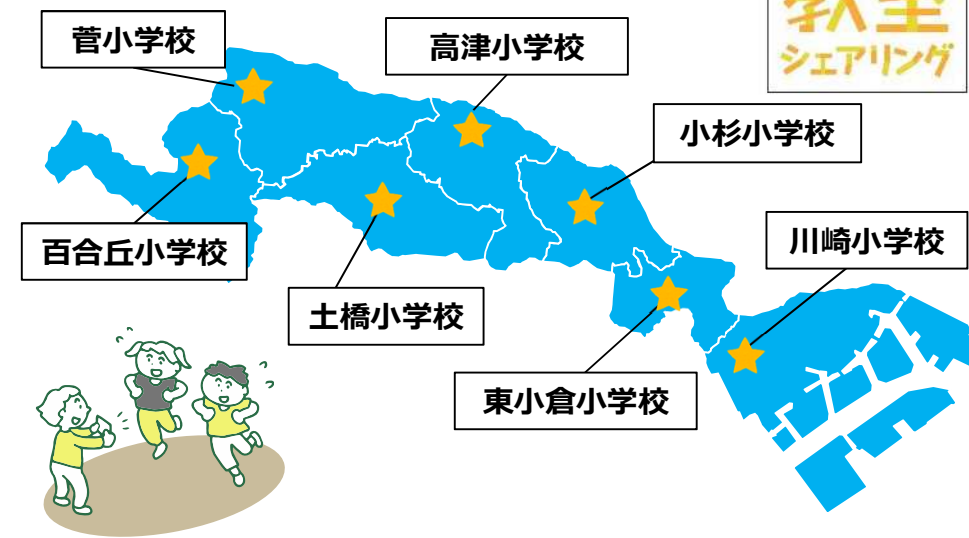 教室
シェアリング
菅小学校
高津小学校
小杉小学校
川崎小学校
百合丘小学校
土橋小学校
東小倉小学校